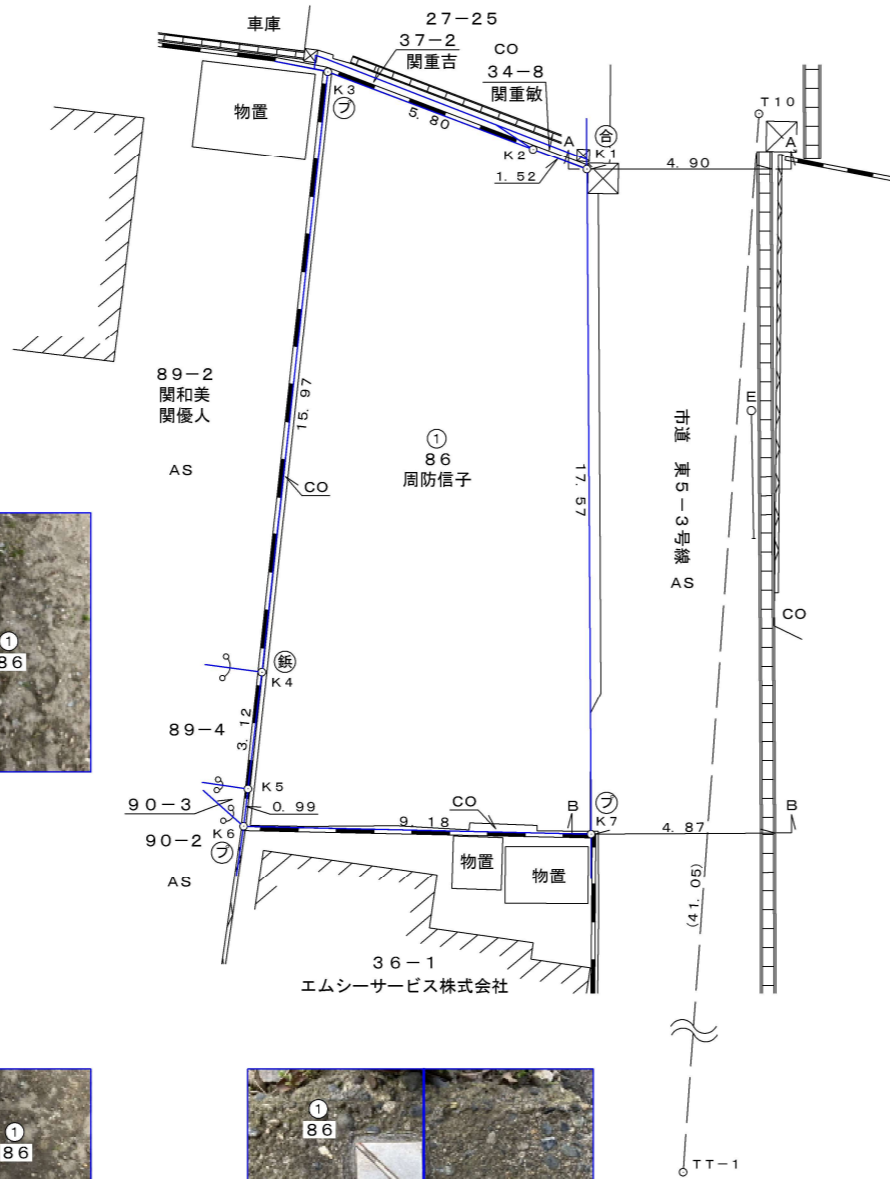 車庫
27-25
37-2
関重吉
CO
34-8
関重敏
物置
K3
プ
5.80
K2
A
合
K1
1.52
4.90
T10
A
89-2
関和美
関優人
AS
15.97
CO
①
86
周防信子
17.57
市道 東5-3号線
AS
E
CO
①
86
鋲
K4
89-4
3.12
K5
90-3
0.99
K6
プ
90-2
AS
CO
9.18
B
プ
K7
4.87
B
物置
物置
(41.05)
36-1
エムシーサービス株式会社
①
86
①
86
TT-1